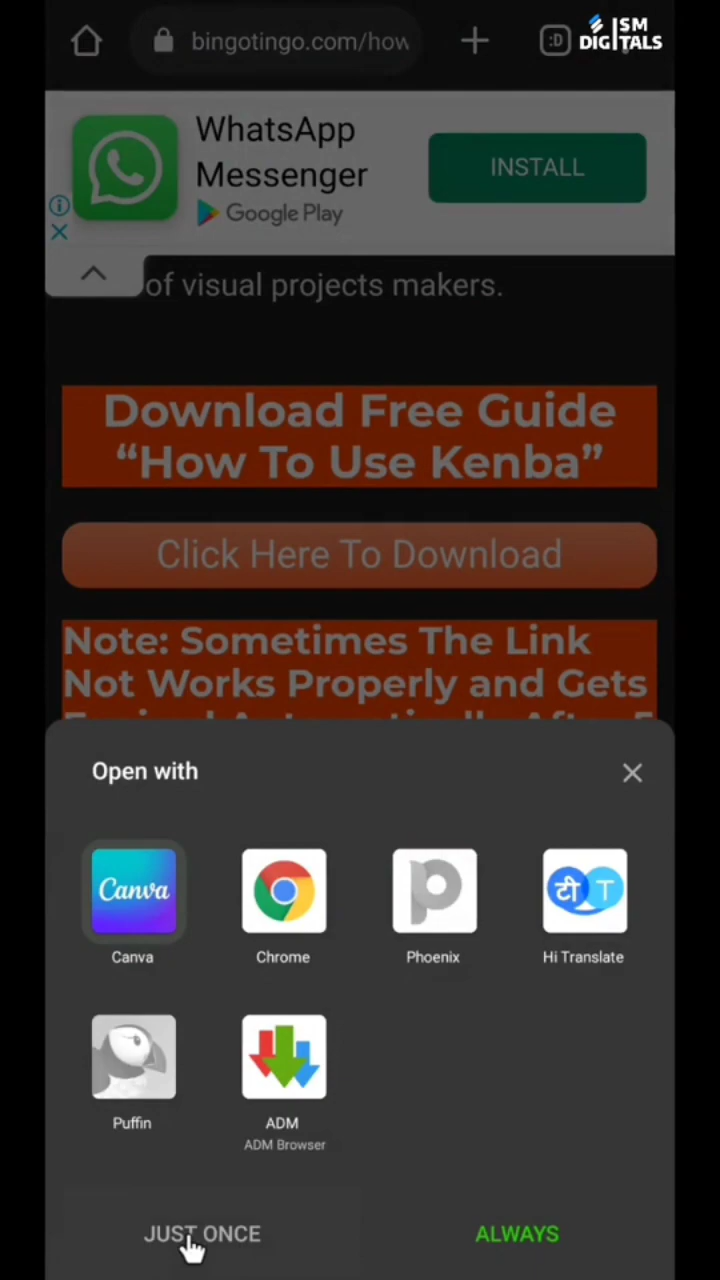 bingotingo.com/how
:D
SM
DIGITALS
WhatsApp
Messenger
Google Play
INSTALL
of visual projects makers.
Download Free Guide
“How To Use Kenba”
Click Here To Download
Note: Sometimes The Link
Not Works Properly and Gets
Open with
Canva
टी T
Canva
Chrome
Phoenix
Hi Translate
Puffin
ADM
ADM Browser
JUST ONCE
ALWAYS